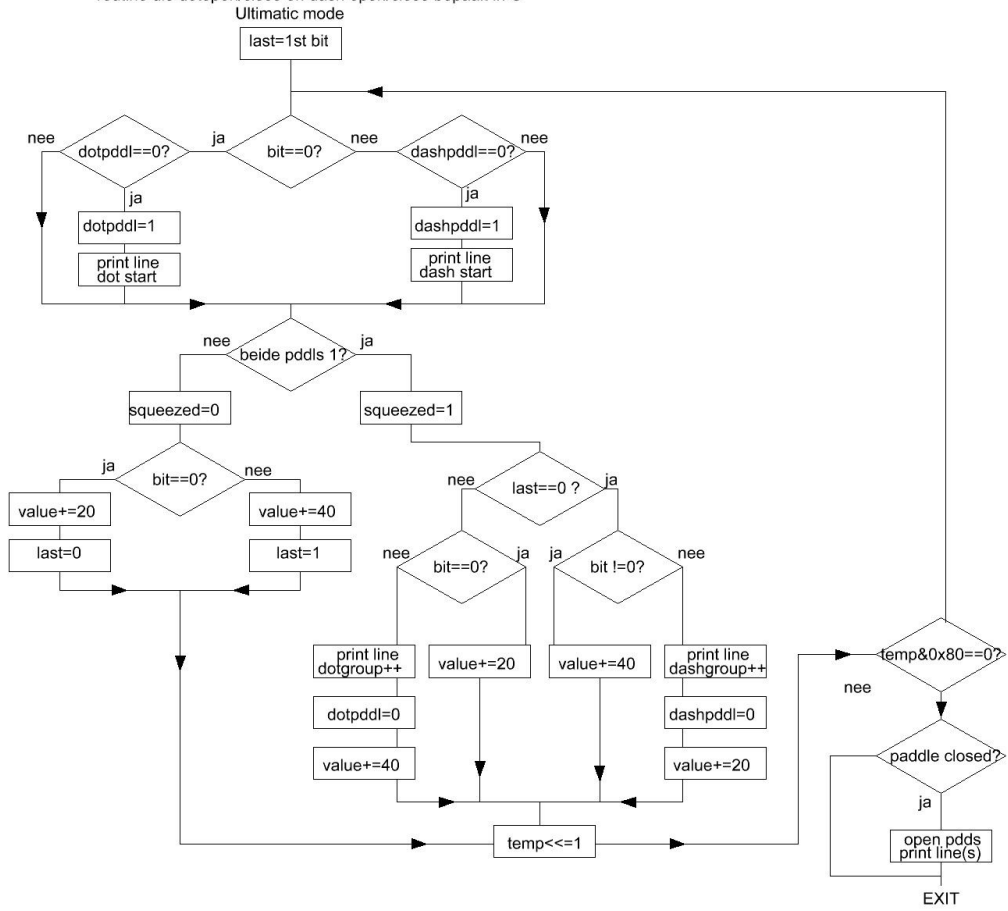 Ultimatic mode
last=1st bit
nee
dotpddl==0?
ja
bit==0?
nee
dashpddl==0?
nee
ja
ja
dotpddl=1
dashpddl=1
print line
dot start
print line
dash start
nee
beide pddls 1?
ja
squeezed=0
squeezed=1
ja
bit==0?
nee
nee
last==0 ?
ja
value+=20
value+=40
last=0
last=1
nee
bit==0?
ja
ja
bit !=0?
nee
print line
dotgroup++
value+=20
value+=40
print line
dashgroup++
temp&0x80==0?
nee
dotpddl=0
dashpddl=0
value+=40
value+=20
paddle closed?
ja
temp<<=1
open pdds
print line(s)
EXIT